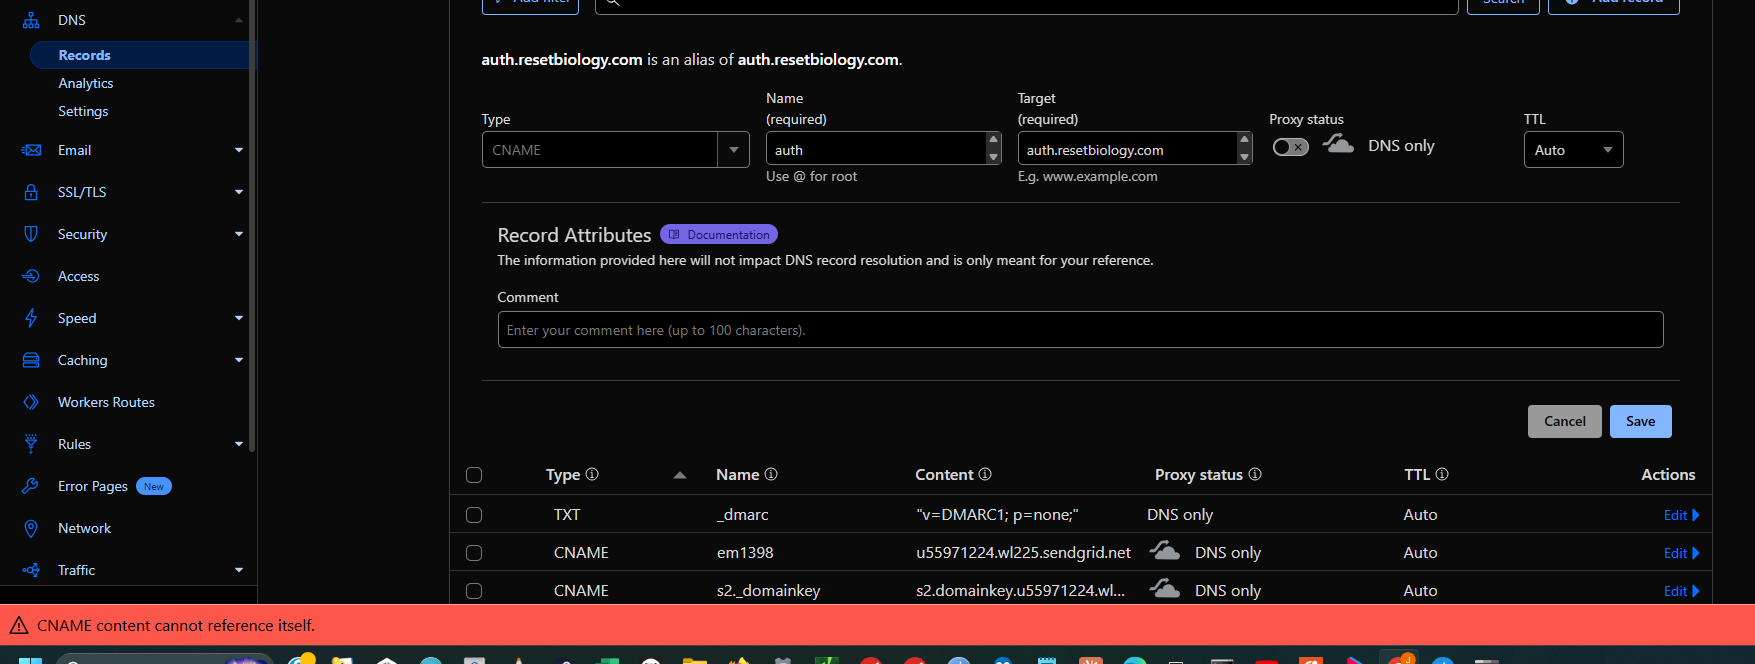 DNS
Records
Analytics
Settings
Email
SSL/TLS
Security
Access
Speed
Caching
Workers Routes
Rules
Error Pages New
Network
Traffic
auth.resetbiology.com is an alias of auth.resetbiology.com.
Type
Name
(required)
Target
(required)
Proxy status
TTL
CNAME
auth
auth.resetbiology.com
DNS only
Auto
Use @ for root
E.g. www.example.com
Record Attributes Documentation
The information provided here will not impact DNS record resolution and is only meant for your reference.
Comment
Enter your comment here (up to 100 characters).
Cancel Save
Type Name Content Proxy status TTL Actions
TXT _dmarc "v=DMARC1; p=none;" DNS only Auto Edit
CNAME em1398 u55971224.wl225.sendgrid.net DNS only Auto Edit
CNAME s2._domainkey s2.domainkey.u55971224.wl... DNS only Auto Edit
CNAME content cannot reference itself.